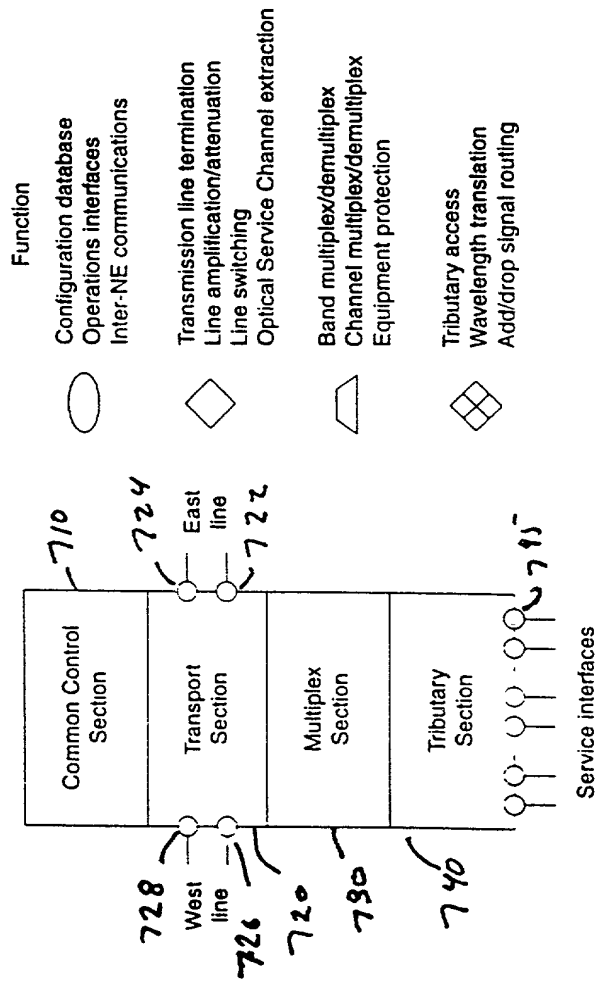 Common Control
Section
Transport
Section
Multiplex
Section
Tributary
Section
710
724
East
line
722
728
West
line
726
720
740
Service interfaces
Function
Configuration database
Operations interfaces
Inter-NE communications
Transmission line termination
Line amplification/attenuation
Line switching
Optical Service Channel extraction
Band multiplex/demultiplex
Channel multiplex/demultiplex
Equipment protection
Tributary access
Wavelength translation
Add/drop signal routing